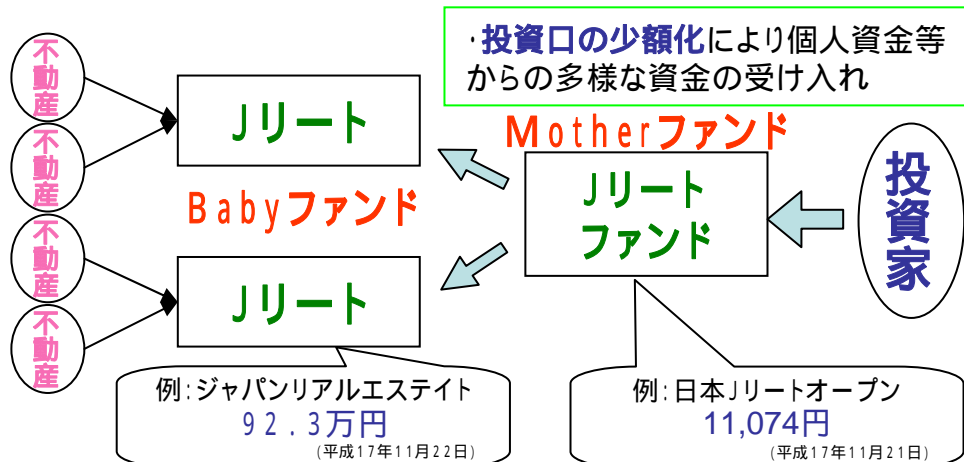 ・投資口の少額化により個人資金等
からの多様な資金の受け入れ
不動産
不動産
不動産
不動産
Jリート
Jリート
Babyファンド
Motherファンド
Jリート
ファンド
投資家
例：ジャパンリアルエステイト
92.3万円
(平成17年11月22日)
例：日本Jリートオープン
11,074円
(平成17年11月21日)